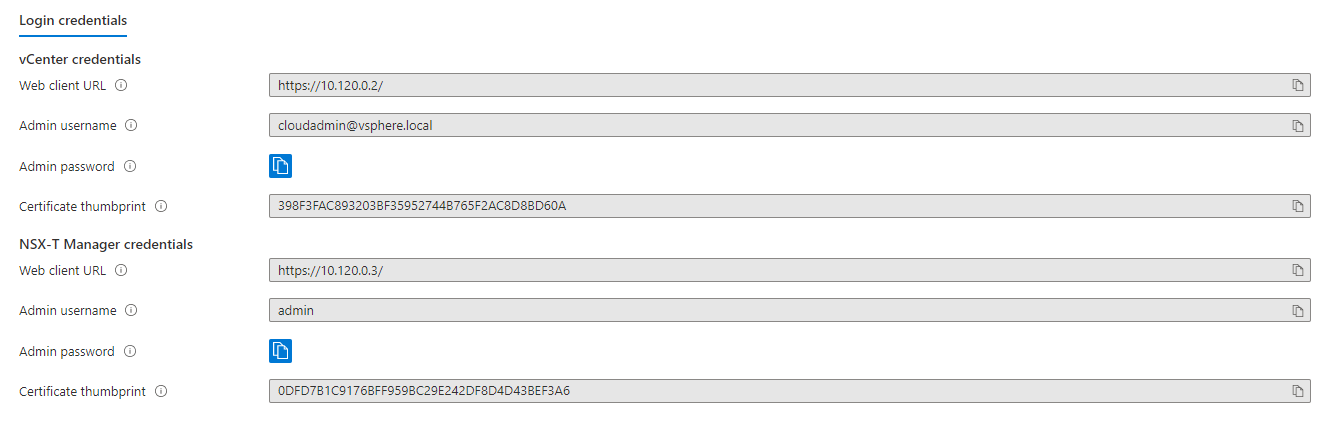 Login credentials
vCenter credentials
Web client URL
https://10.120.0.2/
Admin username
cloudadmin@vsphere.local
Admin password
Certificate thumbprint
398F3FAC893203BF35952744B765F2AC8D8BD60A
NSX-T Manager credentials
Web client URL
https://10.120.0.3/
Admin username
admin
Admin password
Certificate thumbprint
0DFD7B1C9176BFF959BC29E242DF8D4D43BEF3A6